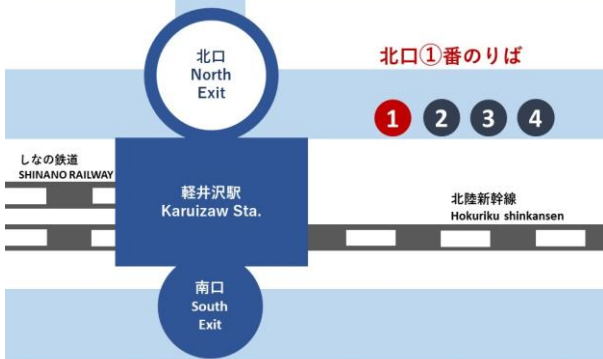 北口
North
Exit
北口①番のりば
1 2 3 4
しなの鉄道
SHINANO RAILWAY
軽井沢駅
Karuizaw Sta.
北陸新幹線
Hokuriku shinkansen
南口
South
Exit